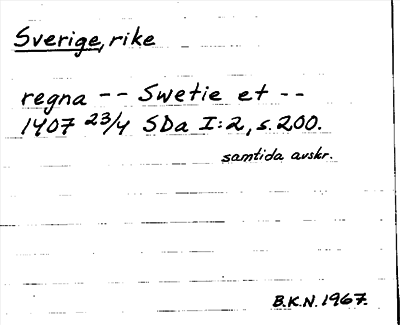 Sverige, rike
regna -- Swetie et --
1407 23/4 SDa I:2, s. 200.
samtida avskr.
B.K.N. 1967.